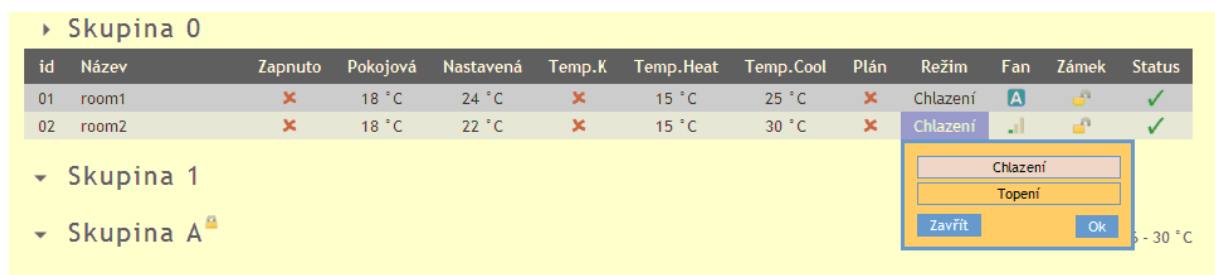 Skupina 0
id Název Zapnuto Pokojová Nastavená Temp.K Temp.Heat Temp.Cool Plán Režim Fan Zámek Status
01 room1 18 °C 24 °C 15 °C 25 °C Chlazení A
02 room2 18 °C 22 °C 15 °C 30 °C Chlazení
Chlazení
Topení
Zavřít Ok
Skupina 1
Skupina A
- 30 °C